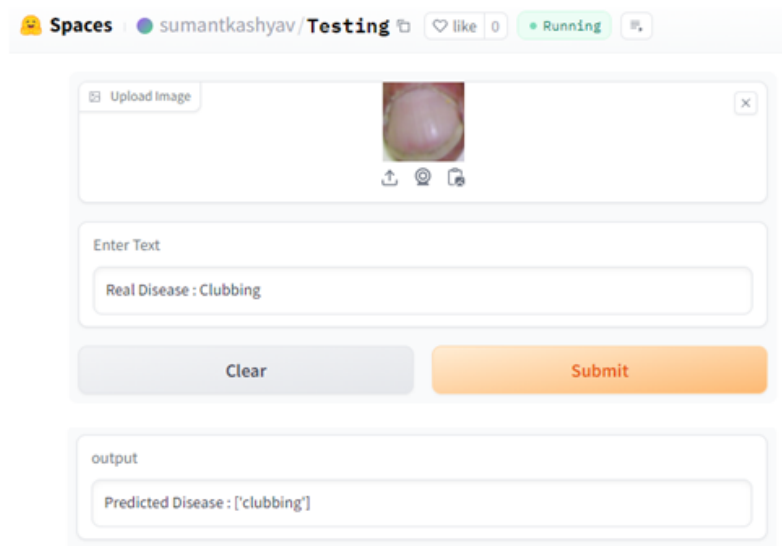 Spaces sumantkashyav/Testing like 0 Running
Upload Image
Enter Text
Real Disease : Clubbing
Clear Submit
output
Predicted Disease : ['clubbing']